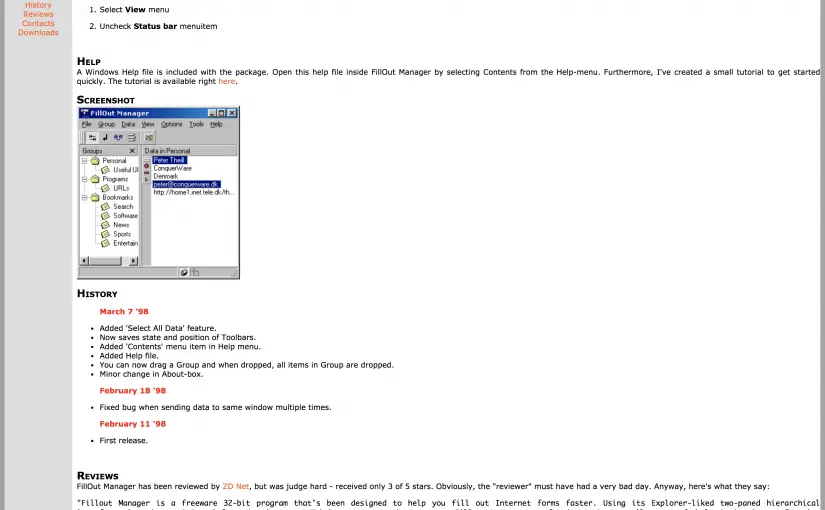 History
Reviews
Contacts
Downloads
1. Select View menu
2. Uncheck Status bar menuitem
Help
A Windows Help file is included with the package. Open this help file inside FillOut Manager by selecting Contents from the Help-menu. Furthermore, I've created a small tutorial to get started
quickly. The tutorial is available right here.
Screenshot
FillOut Manager
File Group Data View Options Tools Help
Groups
Data in Personal
Personal
Useful UI
Programs
URLs
Bookmarks
Search
Software
News
Sports
Entertain
Peter Theill
ConquerWare
Denmark
peter@conquerware.dk
http://home1.inet.tele.dk/th...
History
March 7 '98
• Added 'Select All Data' feature.
• Now saves state and position of Toolbars.
• Added 'Contents' menu item in Help menu.
• Added Help file.
• You can now drag a Group and when dropped, all items in Group are dropped.
• Minor change in About-box.
February 18 '98
• Fixed bug when sending data to same window multiple times.
February 11 '98
• First release.
Reviews
FillOut Manager has been reviewed by ZD Net, but was judge hard - received only 3 of 5 stars. Obviously, the "reviewer" must have had a very bad day. Anyway, here's what they say:
"Fillout Manager is a freeware 32-bit program that's been designed to help you fill out Internet forms faster. Using its Explorer-liked two-paned hierarchical